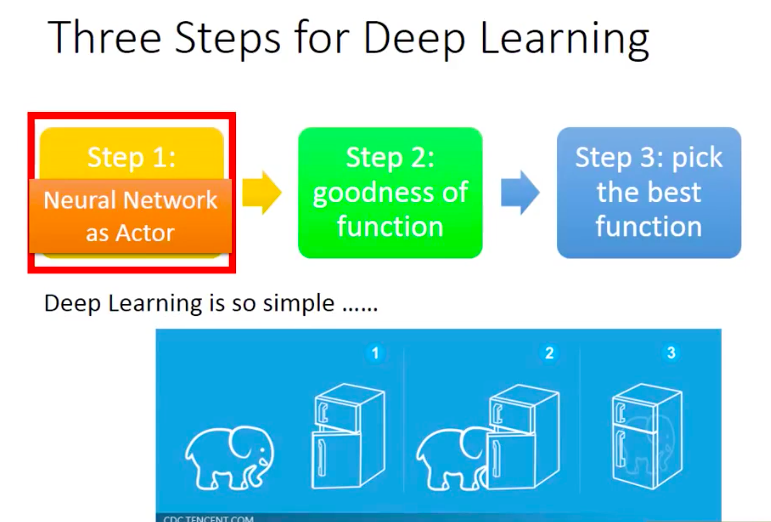 Three Steps for Deep Learning
Step 1:
Neural Network
as Actor
Step 2:
goodness of
function
Step 3: pick
the best
function
Deep Learning is so simple ……
1
2
3
CDC.TENCENT.COM